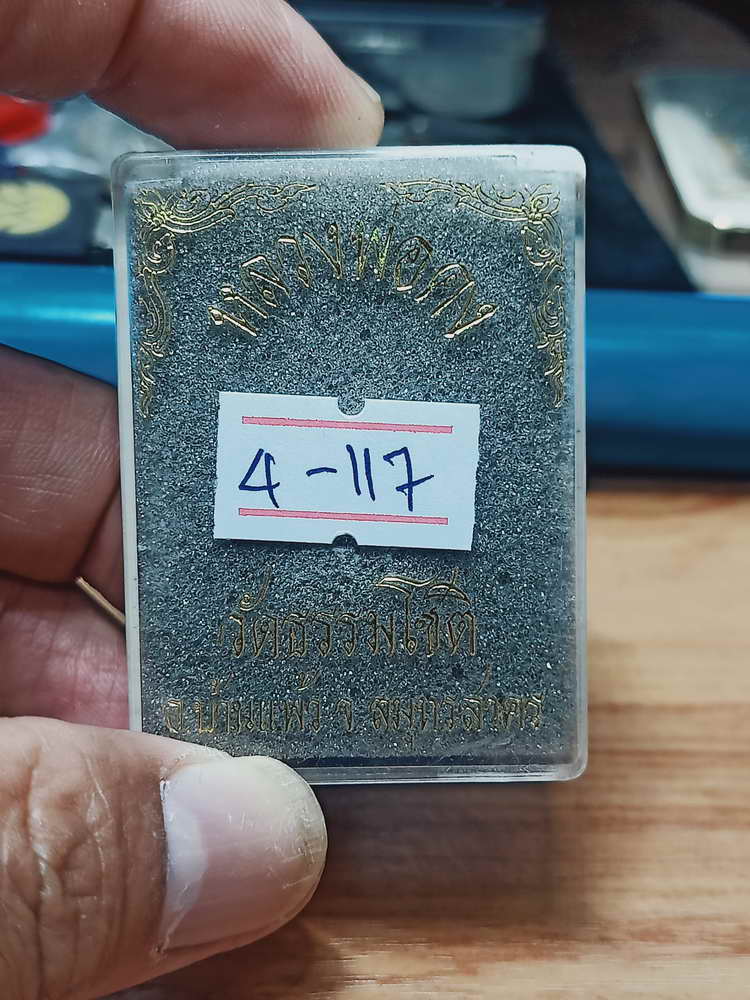 หลวงพ่อคง
4-117
วัดธรรมโชติ
อ.บ้านแพ้ว จ.สมุทรสาคร